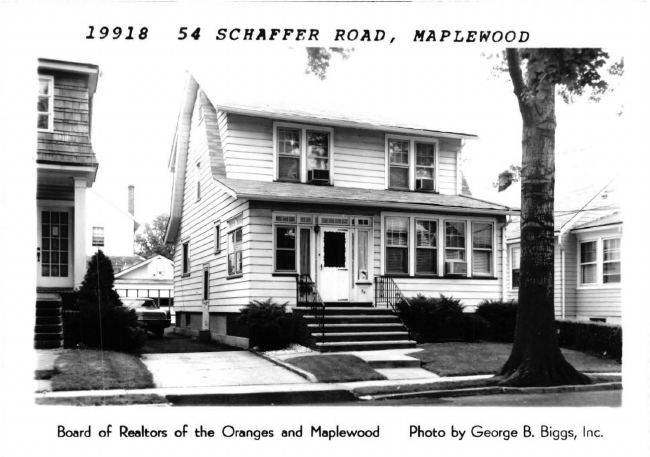 19918 54 SCHAFFER ROAD, MAPLEWOOD
Board of Realtors of the Oranges and Maplewood Photo by George B. Biggs, Inc.